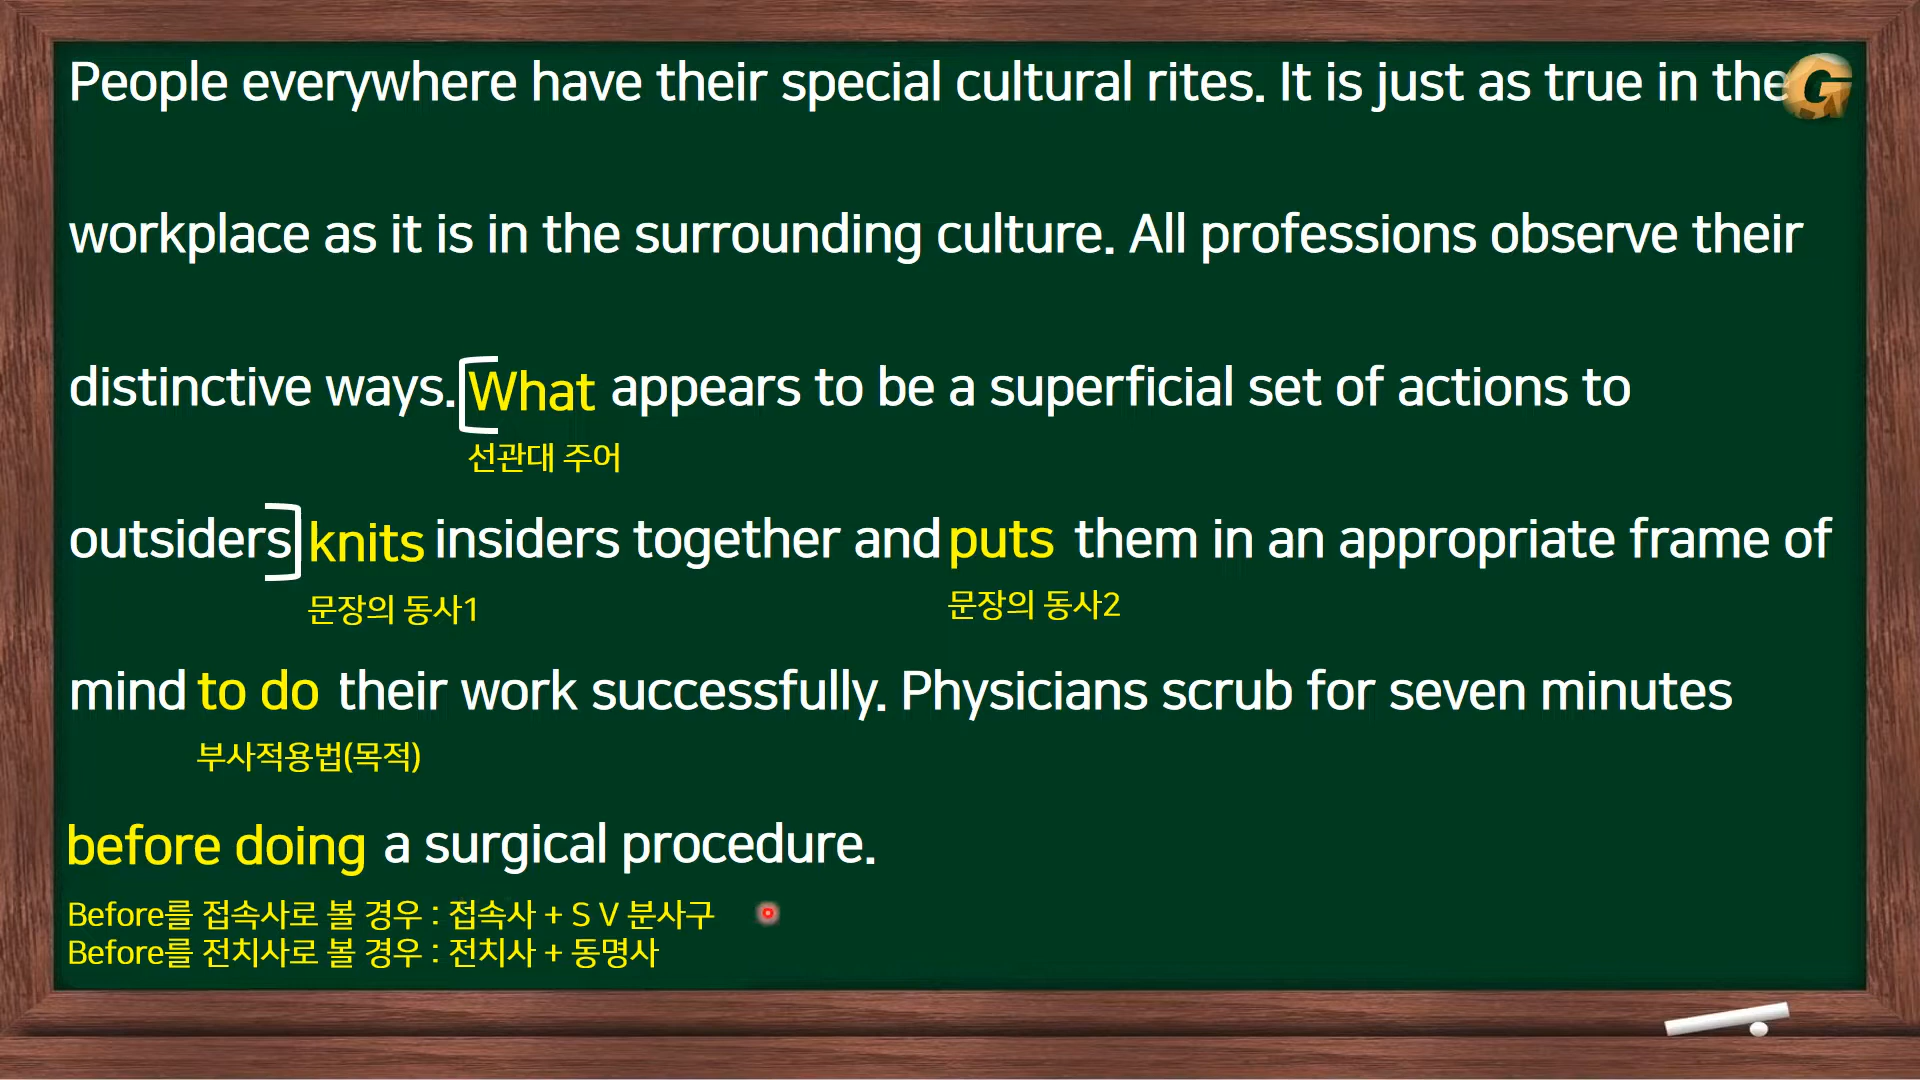 People everywhere have their special cultural rites. It is just as true in the
workplace as it is in the surrounding culture. All professions observe their
distinctive ways. [What appears to be a superficial set of actions to
선관대 주어
outsiders] knits insiders together and puts them in an appropriate frame of
문장의 동사1 문장의 동사2
mind to do their work successfully. Physicians scrub for seven minutes
부사적용법(목적)
before doing a surgical procedure.
Before를 접속사로 볼 경우 : 접속사 + S V 분사구
Before를 전치사로 볼 경우 : 전치사 + 동명사